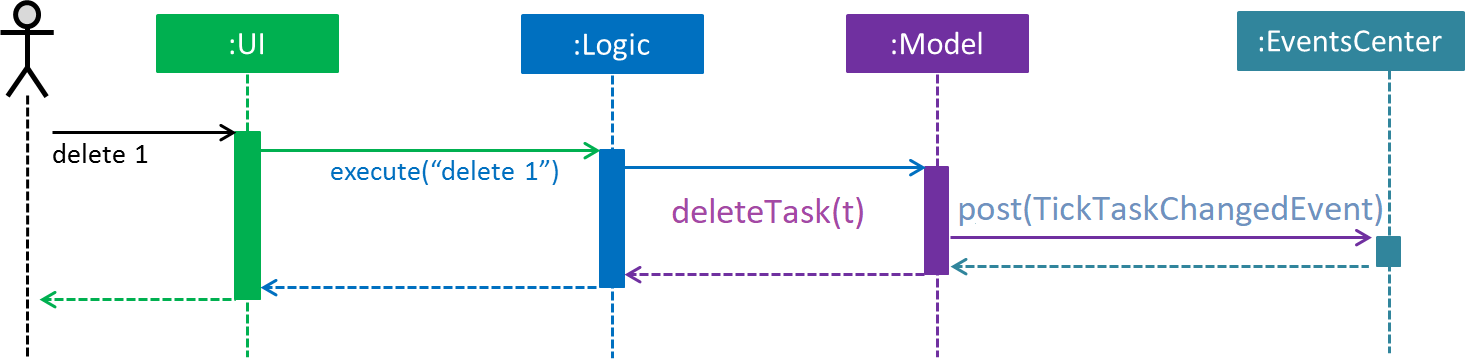 :UI
:Logic
:Model
:EventsCenter
delete 1
execute(“delete 1”)
deleteTask(t)
post(TickTaskChangedEvent)